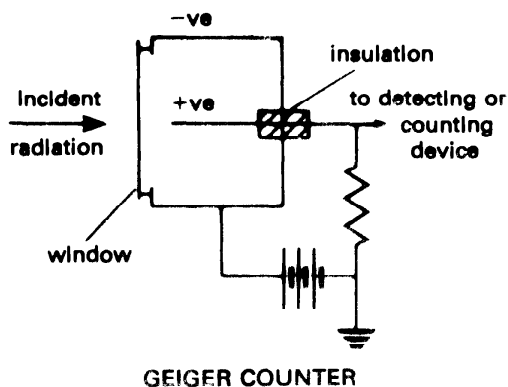 −ve
insulation
incident
radiation
+ve
to detecting or
counting
device
window
GEIGER COUNTER